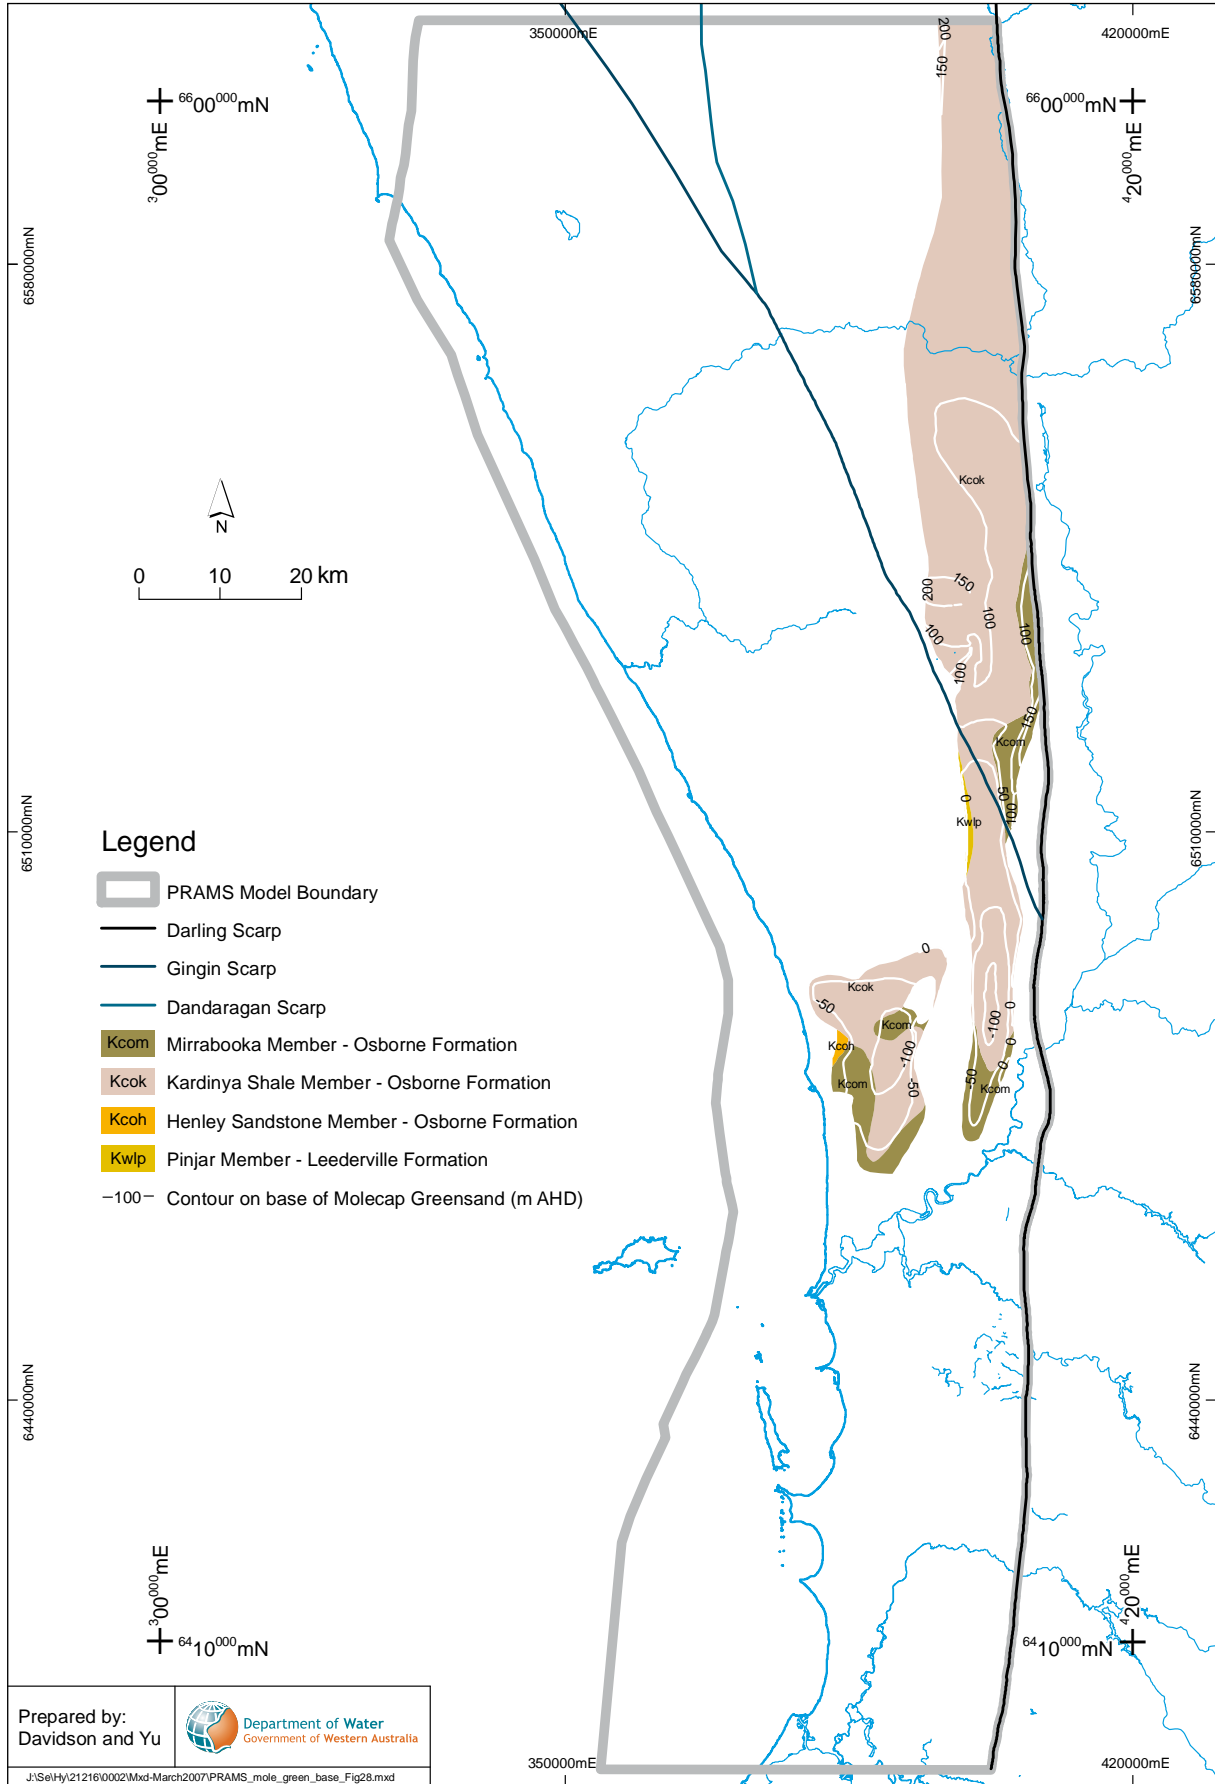 350000mE
420000mE
200
150
6600000mN
6600000mN
300000mE
420000mE
6580000mN
6580000mN
Kcok
N
0 10 20 km
200
150
100
100
100
100
150
Kcom
0
50
100
Kwlp
6510000mN
6510000mN
Legend
PRAMS Model Boundary
Darling Scarp
Gingin Scarp
Dandaragan Scarp
Kcom Mirrabooka Member - Osborne Formation
Kcok Kardinya Shale Member - Osborne Formation
Kcoh Henley Sandstone Member - Osborne Formation
Kwlp Pinjar Member - Leederville Formation
–100– Contour on base of Molecap Greensand (m AHD)
0
Kcok
-50
Kcom
Kcoh
-100
Kcom
-50
0
-100
0
0
-50
Kcom
6440000mN
6440000mN
300000mE
420000mE
6410000mN
6410000mN
Prepared by:
Davidson and Yu
Department of Water
Government of Western Australia
350000mE
420000mE
J:\Se\Hy\21216\0002\Mxd-March2007\PRAMS_mole_green_base_Fig28.mxd